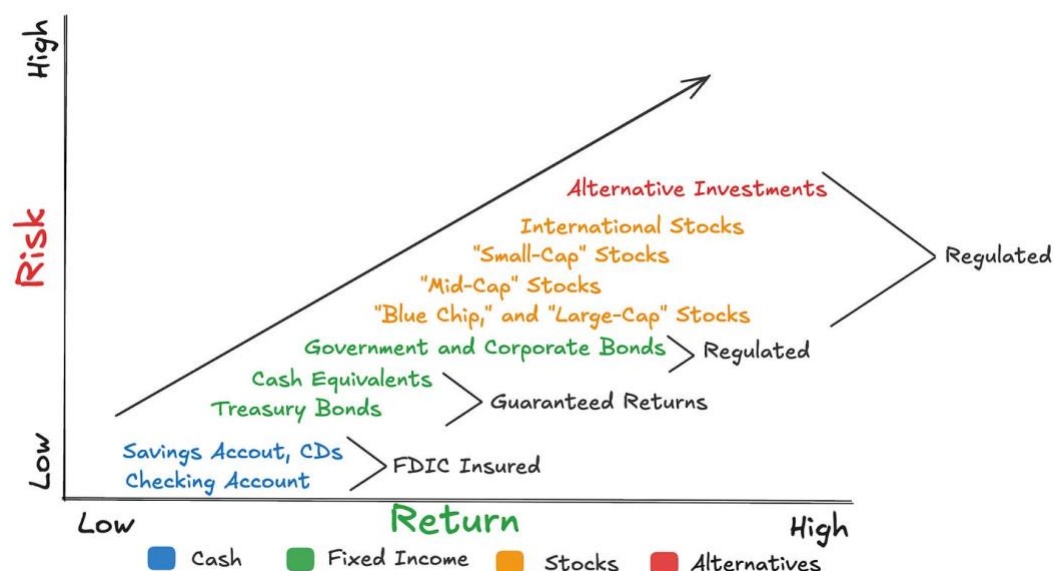 High
Alternative Investments
International Stocks
"Small-Cap" Stocks
Regulated
Risk
"Mid-Cap" Stocks
"Blue Chip," and "Large-Cap" Stocks
Government and Corporate Bonds
Regulated
Cash Equivalents
Treasury Bonds
Guaranteed Returns
Low
Savings Accout, CDs
Checking Account
FDIC Insured
Low
Return
High
Cash
Fixed Income
Stocks
Alternatives